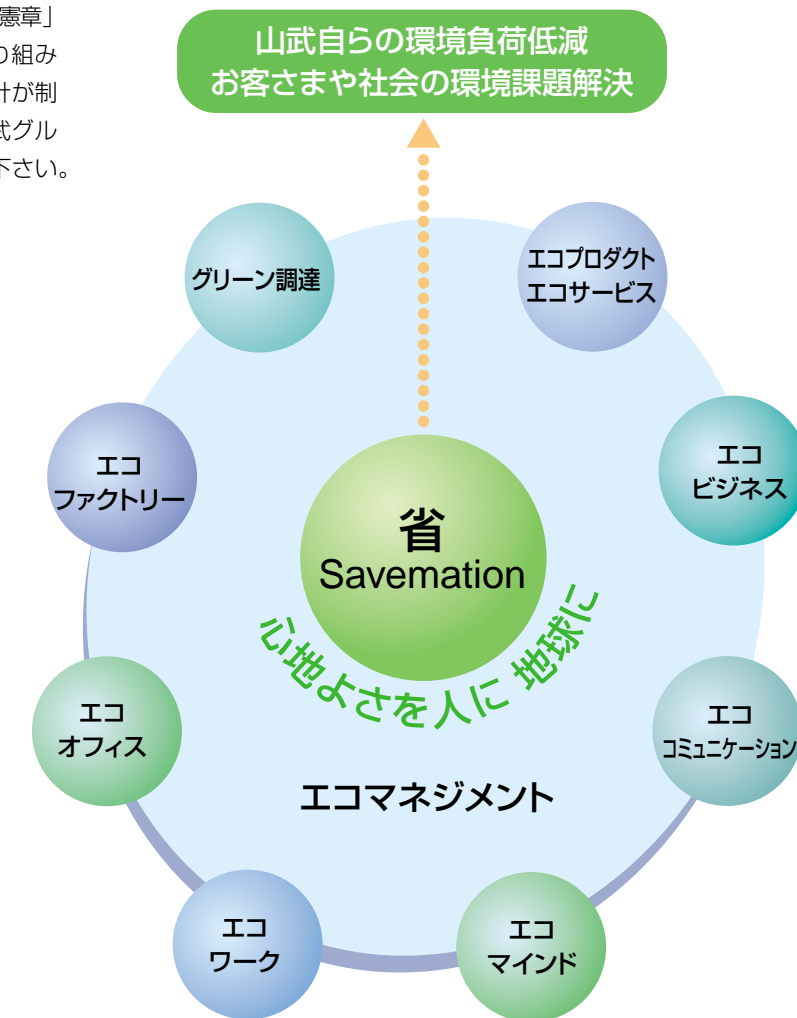 憲章」
り組み
針が制
武グル
下さい。
山武自らの環境負荷低減
お客さまや社会の環境課題解決
グリーン調達
エコプロダクト
エコサービス
エコ
ファクトリー
エコ
ビジネス
省
Savemation
心地よさを人に 地球に
エコ
オフィス
エコ
コミュニケーション
エコマネジメント
エコ
ワーク
エコ
マインド